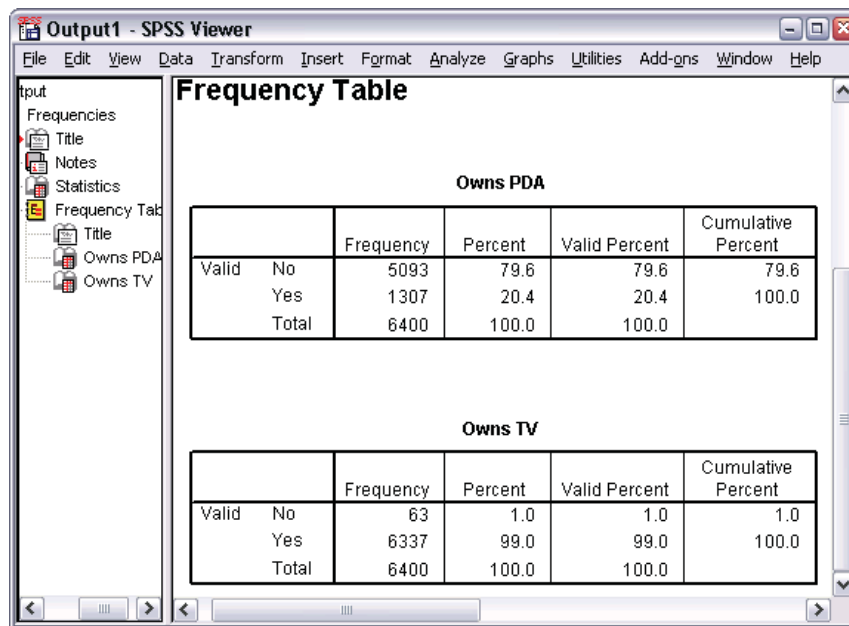 Output1 - SPSS Viewer
File Edit View Data Transform Insert Format Analyze Graphs Utilities Add-ons Window Help
tput
Frequencies
Title
Notes
Statistics
Frequency Tab
Title
Owns PDA
Owns TV
Frequency Table
Owns PDA
Frequency Percent Valid Percent Cumulative Percent
Valid No 5093 79.6 79.6 79.6
Yes 1307 20.4 20.4 100.0
Total 6400 100.0 100.0
Owns TV
Frequency Percent Valid Percent Cumulative Percent
Valid No 63 1.0 1.0 1.0
Yes 6337 99.0 99.0 100.0
Total 6400 100.0 100.0